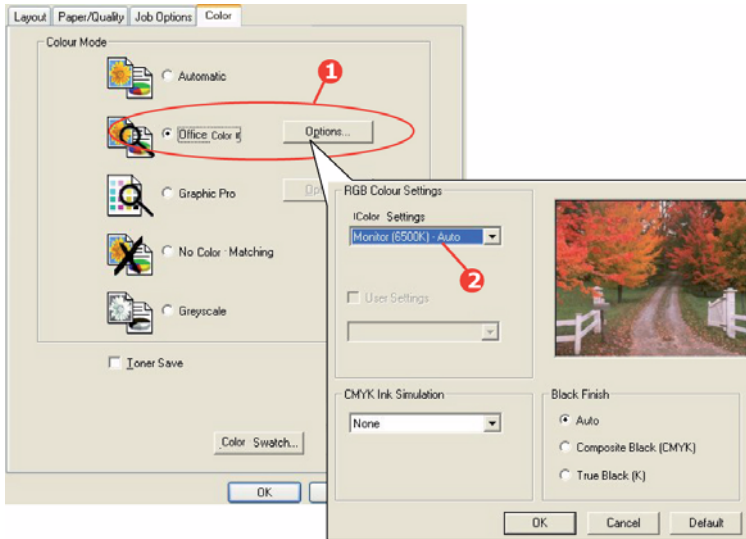 Layout Paper/Quality Job Options Color
Colour Mode
Automatic
1
Office Color it Options...
Graphic Pro
No Color Matching
Greyscale
Toner Save
Color Swatch...
OK
RGB Colour Settings
IColor Settings
Monitor (6500K) - Auto
2
User Settings
CMYK Ink Simulation
None
Black Finish
Auto
Composite Black (CMYK)
True Black (K)
OK Cancel Default